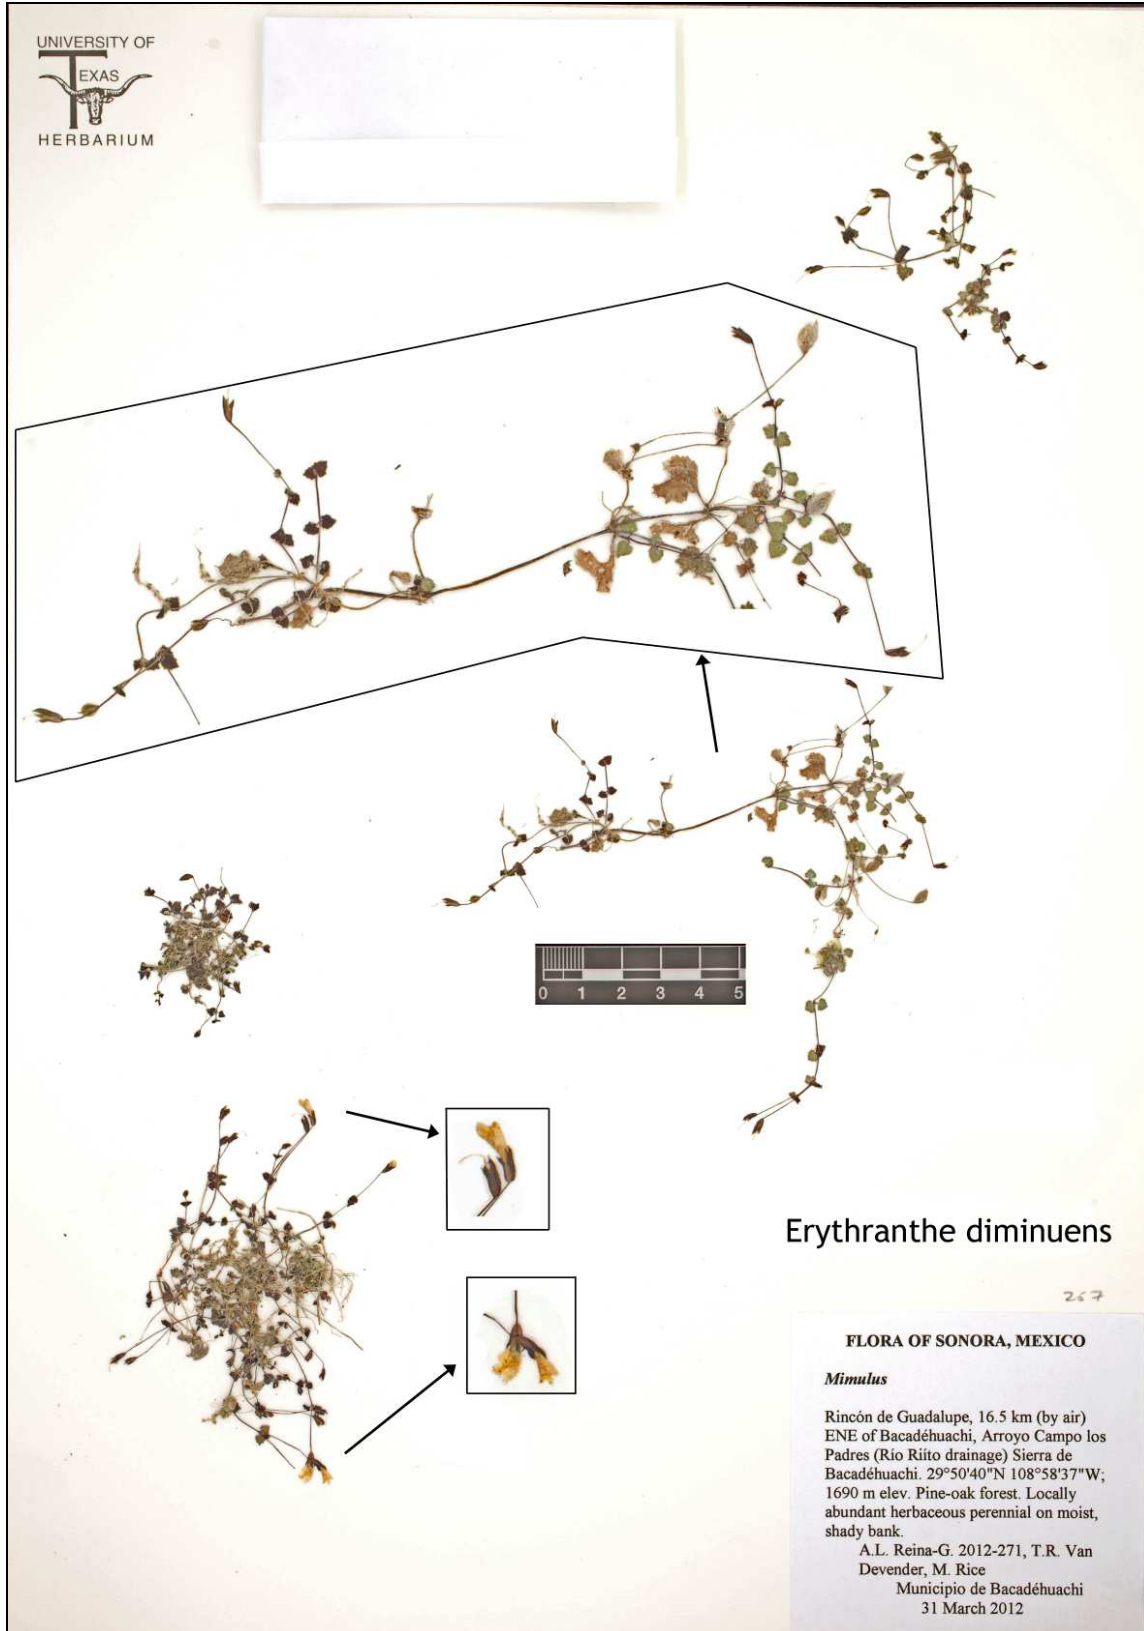 UNIVERSITY OF
TEXAS
HERBARIUM
0 1 2 3 4 5
Erythranthe diminuens
267
FLORA OF SONORA, MEXICO
Mimulus
Rincón de Guadalupe, 16.5 km (by air)
ENE of Bacadéhuachi, Arroyo Campo los
Padres (Río Riíto drainage) Sierra de
Bacadéhuachi. 29°50'40"N 108°58'37"W;
1690 m elev. Pine-oak forest. Locally
abundant herbaceous perennial on moist,
shady bank.
A.L. Reina-G. 2012-271, T.R. Van
Devender, M. Rice
Municipio de Bacadéhuachi
31 March 2012